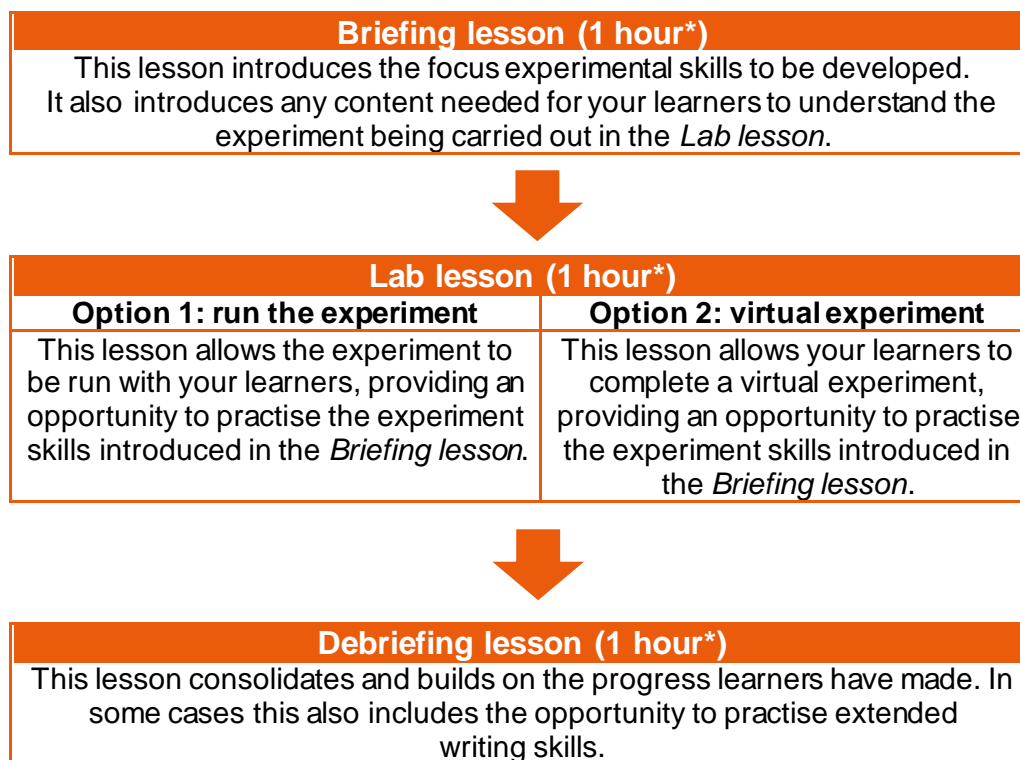 Briefing lesson (1 hour*)
This lesson introduces the focus experimental skills to be developed.
It also introduces any content needed for your learners to understand the
experiment being carried out in the Lab lesson.
Lab lesson (1 hour*)
Option 1: run the experiment
This lesson allows the experiment to
be run with your learners, providing an
opportunity to practise the experiment
skills introduced in the Briefing lesson.
Option 2: virtual experiment
This lesson allows your learners to
complete a virtual experiment,
providing an opportunity to practise
the experiment skills introduced in
the Briefing lesson.
Debriefing lesson (1 hour*)
This lesson consolidates and builds on the progress learners have made. In
some cases this also includes the opportunity to practise extended
writing skills.